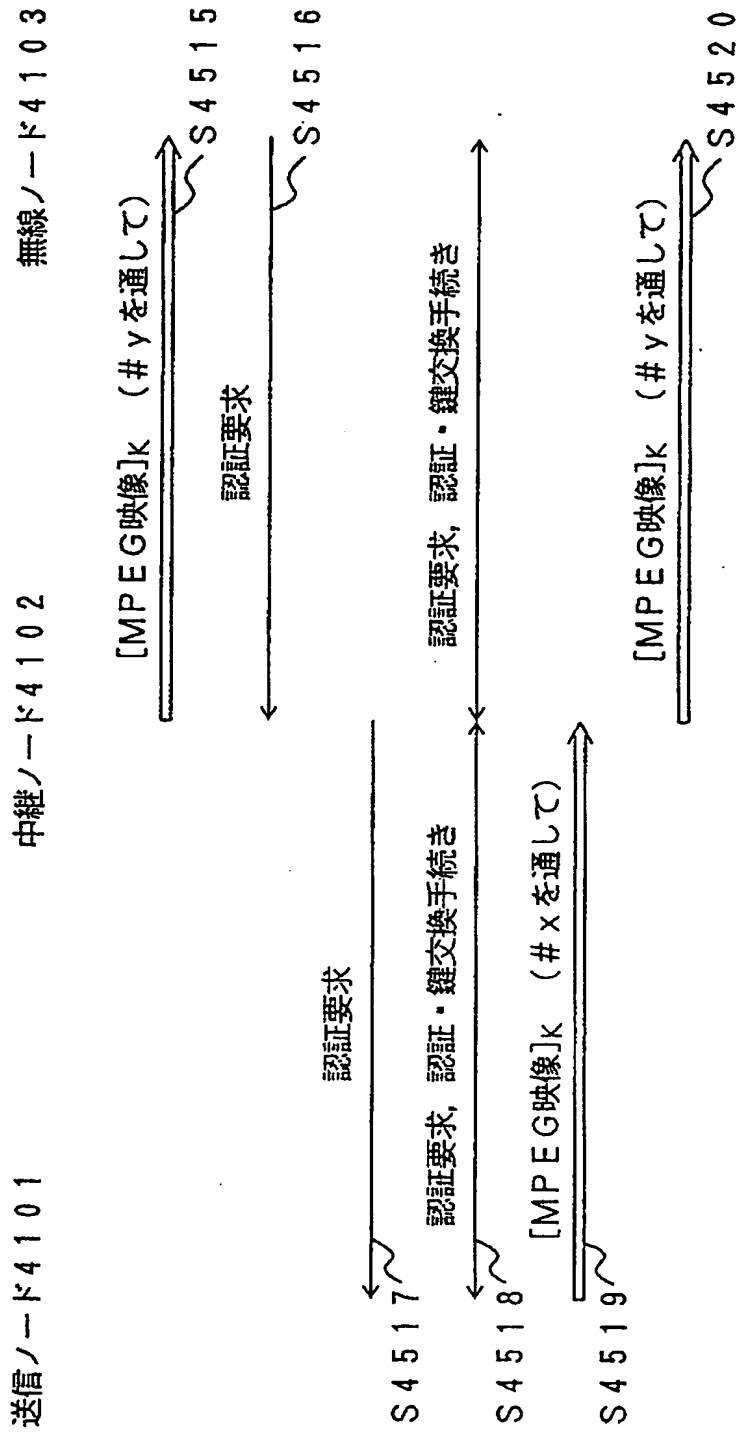 送信ノード4101
中継ノード4102
無線ノード4103
[MPEG映像]K (#yを通して)
S4515
認証要求
S4516
認証要求
S4517
認証要求，認証・鍵交換手続き
認証要求，認証・鍵交換手続き
S4518
[MPEG映像]K (#xを通して)
S4519
[MPEG映像]K (#yを通して)
S4520